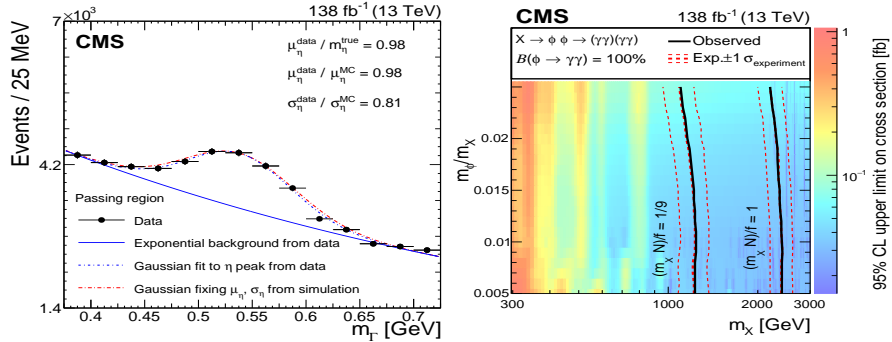 138 fb⁻¹ (13 TeV)
7 ×10³
CMS
μ_η^data / m_η^true = 0.98
μ_η^data / μ_η^MC = 0.98
σ_η^data / σ_η^MC = 0.81
Events / 25 MeV
4.2
Passing region
Data
Exponential background from data
Gaussian fit to η peak from data
Gaussian fixing μ_η, σ_η from simulation
1.4
0.4 0.45 0.5 0.55 0.6 0.65 0.7
m_Γ [GeV]
CMS 138 fb⁻¹ (13 TeV)
X → φ φ → (γγ)(γγ)
B(φ → γγ) = 100%
Observed
Exp.±1 σ_experiment
m_φ/m_X
0.02
0.015
0.01
0.005
(m_X N)/f = 1/9
(m_X N)/f = 1
300 1000 2000 3000
m_X [GeV]
1
10⁻¹
95% CL upper limit on cross section [fb]